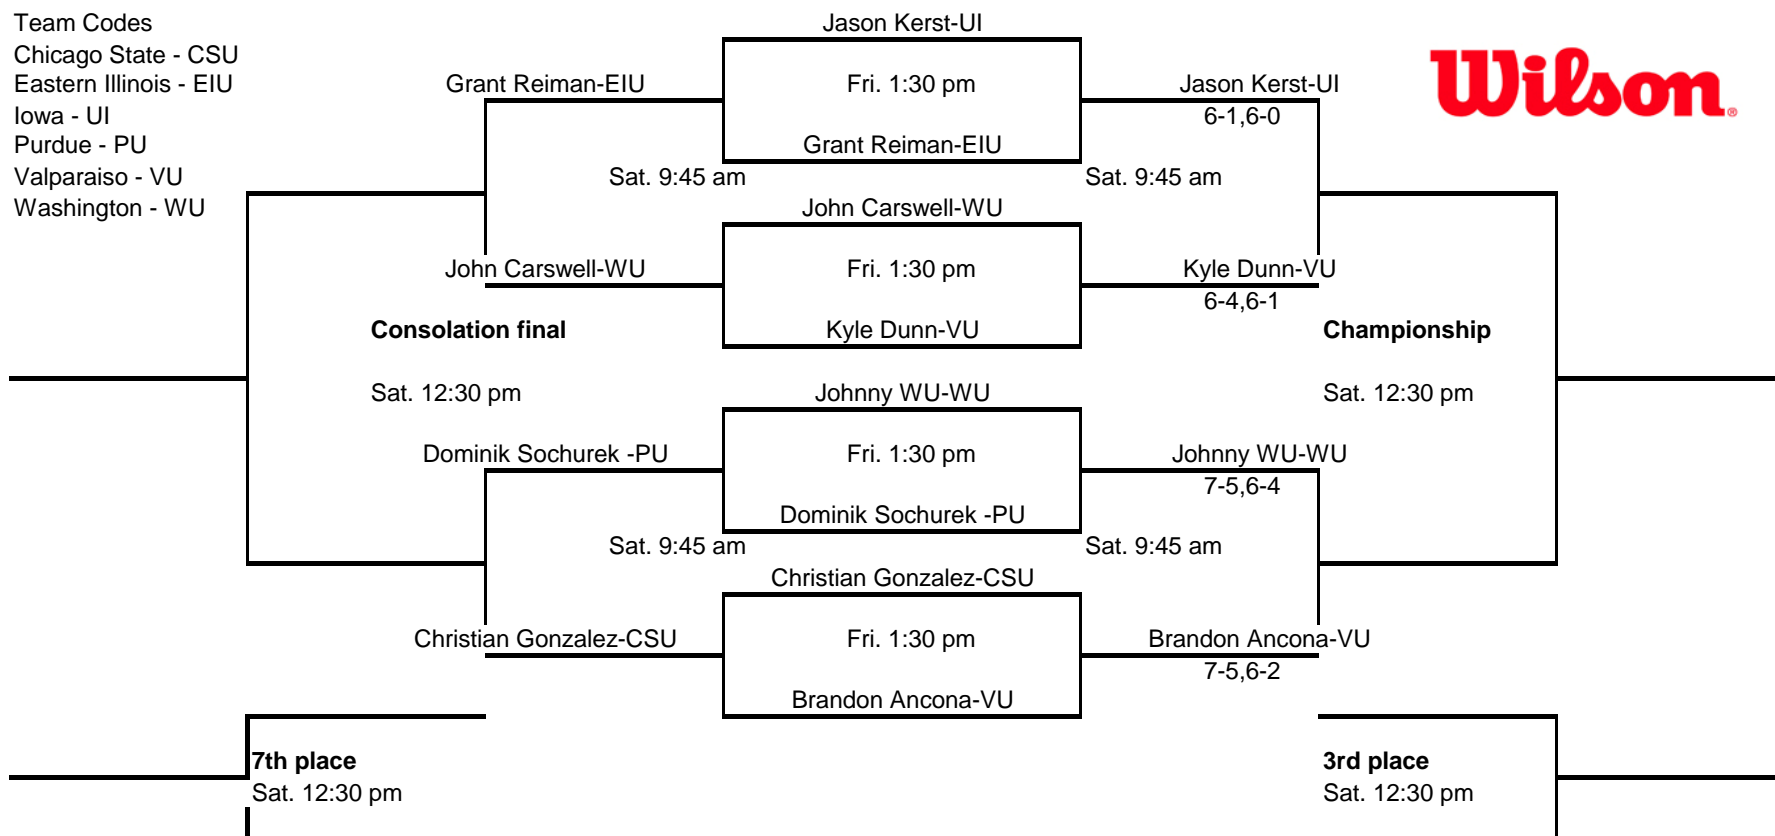 Team Codes
Chicago State - CSU
Eastern Illinois - EIU
Iowa - UI
Purdue - PU
Valparaiso - VU
Washington - WU
Jason Kerst-UI
Wilson®
Grant Reiman-EIU
Fri. 1:30 pm
Jason Kerst-UI
6-1,6-0
Grant Reiman-EIU
Sat. 9:45 am
Sat. 9:45 am
John Carswell-WU
John Carswell-WU
Fri. 1:30 pm
Kyle Dunn-VU
6-4,6-1
Consolation final
Kyle Dunn-VU
Championship
Sat. 12:30 pm
Johnny WU-WU
Sat. 12:30 pm
Dominik Sochurek -PU
Fri. 1:30 pm
Johnny WU-WU
7-5,6-4
Dominik Sochurek -PU
Sat. 9:45 am
Sat. 9:45 am
Christian Gonzalez-CSU
Christian Gonzalez-CSU
Fri. 1:30 pm
Brandon Ancona-VU
7-5,6-2
Brandon Ancona-VU
7th place
3rd place
Sat. 12:30 pm
Sat. 12:30 pm